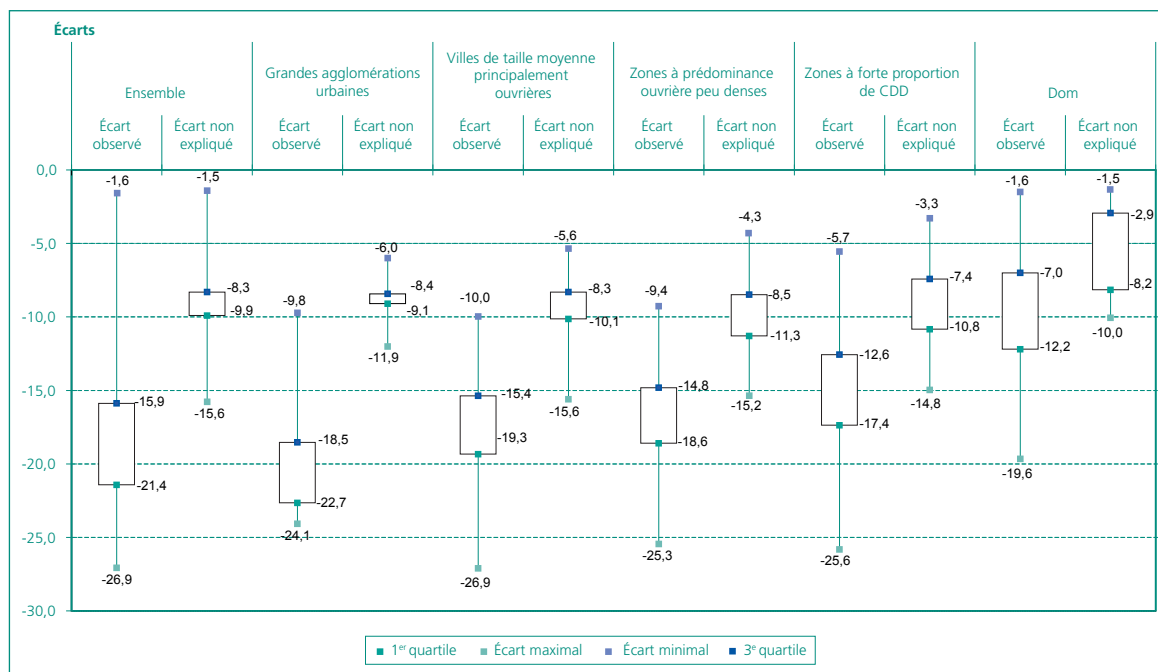 Écarts
Ensemble
Grandes agglomérations
urbaines
Villes de taille moyenne
principalement
ouvrières
Zones à prédominance
ouvrière peu denses
Zones à forte proportion
de CDD
Dom
Écart
observé
Écart non
expliqué
Écart
observé
Écart non
expliqué
Écart
observé
Écart non
expliqué
Écart
observé
Écart non
expliqué
Écart
observé
Écart non
expliqué
Écart
observé
Écart non
expliqué
0,0
-5,0
-10,0
-15,0
-20,0
-25,0
-30,0
-1,6
-15,9
-21,4
-26,9
-1,5
-8,3
-9,9
-15,6
-9,8
-18,5
-22,7
-24,1
-6,0
-8,4
-9,1
-11,9
-10,0
-15,4
-19,3
-26,9
-5,6
-8,3
-10,1
-15,6
-9,4
-14,8
-18,6
-25,3
-4,3
-8,5
-11,3
-15,2
-5,7
-12,6
-17,4
-25,6
-3,3
-7,4
-10,8
-14,8
-1,6
-7,0
-12,2
-19,6
-1,5
-2,9
-8,2
-10,0
1er quartile Écart maximal Écart minimal 3e quartile